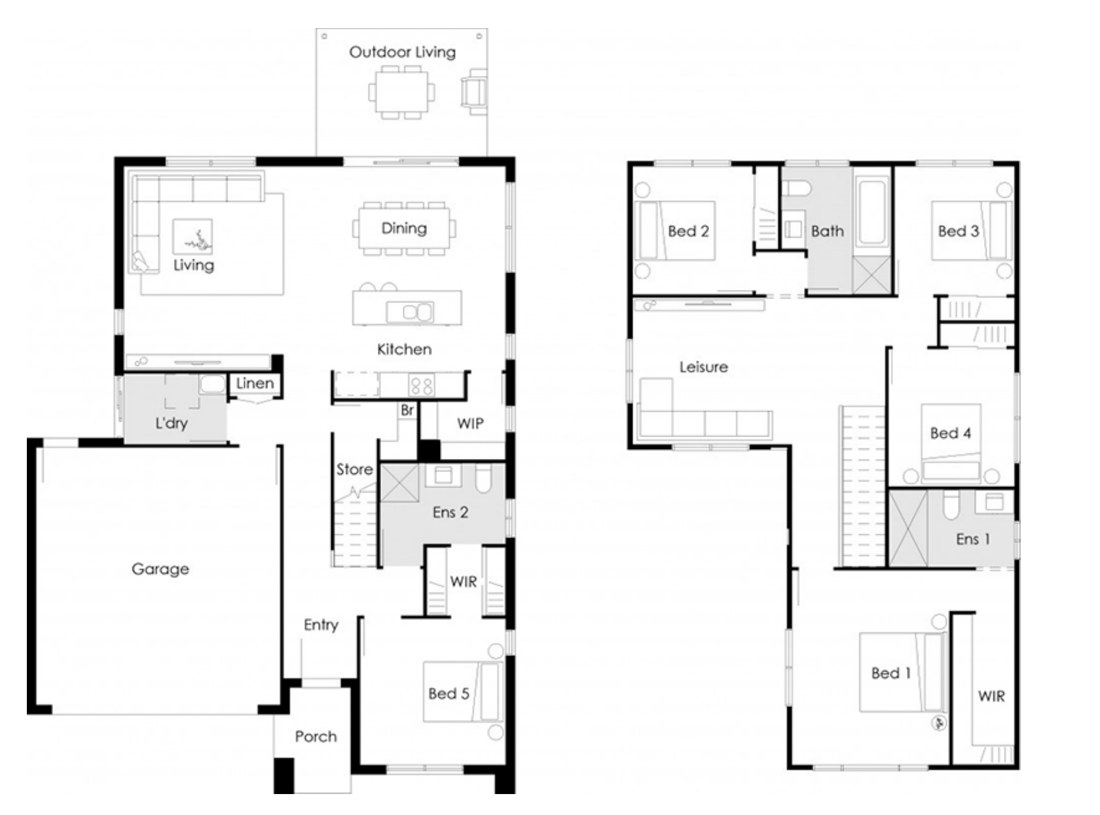 Outdoor Living
Living
Dining
Kitchen
Linen
L'dry
Br
WIP
Store
Ens 2
Garage
WIR
Entry
Bed 5
Porch
Bed 2
Bath
Bed 3
Leisure
Bed 4
Ens 1
Bed 1
WIR